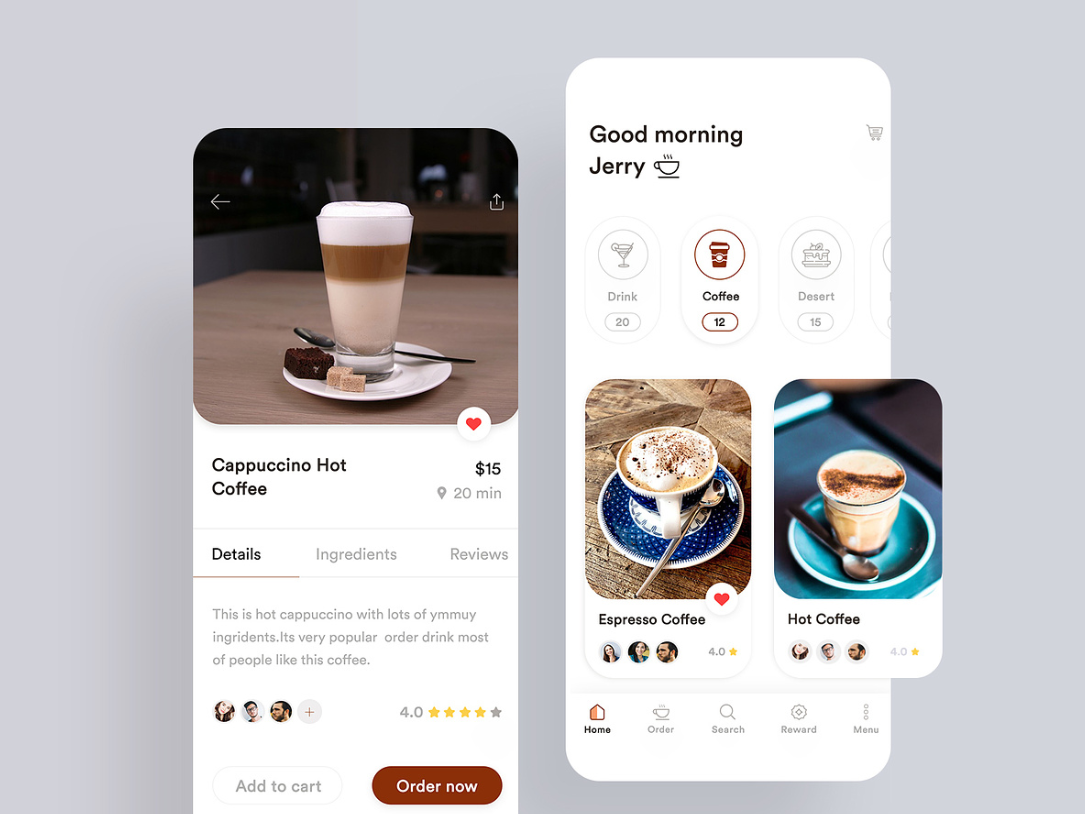 Cappuccino Hot
Coffee
$15
20 min
Details Ingredients Reviews
This is hot cappuccino with lots of ymmuy
ingridents.Its very popular order drink most
of people like this coffee.
+
4.0
Add to cart Order now
Good morning
Jerry
Drink Coffee Desert
20 12 15
Espresso Coffee
4.0
Hot Coffee
4.0
Home Order Search Reward Menu